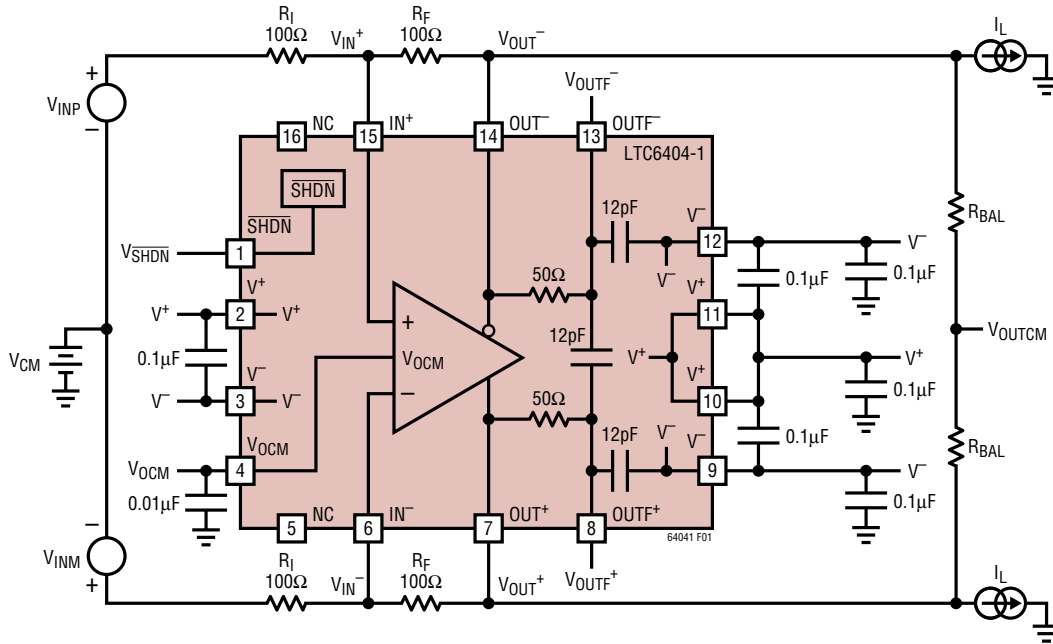 R_I
100Ω
V_IN^+
R_F
100Ω
V_OUT^–
I_L
+
V_INP
–
V_OUTF^–
16
NC
15
IN^+
14
OUT^–
13
OUTF^–
LTC6404-1
S̅H̅D̅N̅
S̅H̅D̅N̅
V_S̅H̅D̅N̅
1
12pF
V^–
12
V^–
V^–
R_BAL
0.1µF
0.1µF
V^+
V^+
2
V^+
50Ω
V^+
11
+
V_OCM
–
12pF
V^+
V_OUTCM
V_CM
0.1µF
V^+
V^+
10
0.1µF
V^–
V^–
3
V^–
50Ω
0.1µF
12pF
V^–
V^–
9
V^–
R_BAL
V_OCM
V_OCM
4
0.01µF
0.1µF
5
NC
6
IN^–
7
OUT^+
8
OUTF^+
64041 F01
–
V_INM
+
R_I
100Ω
V_IN^–
R_F
100Ω
V_OUT^+
V_OUTF^+
I_L